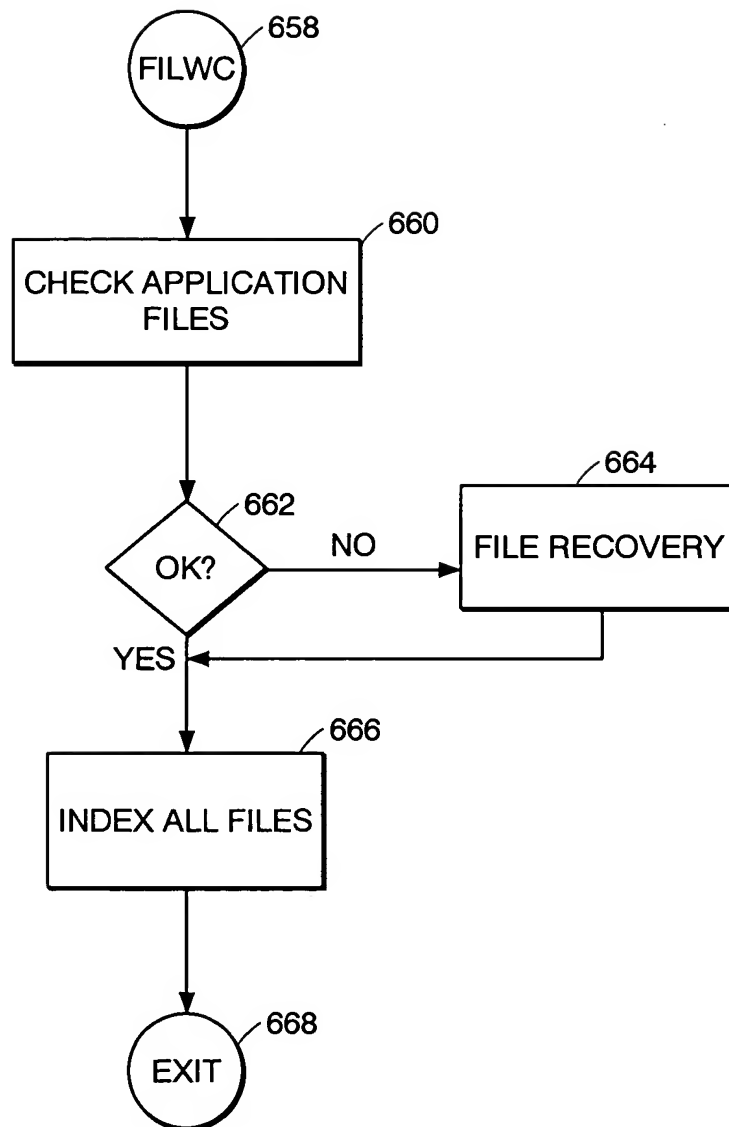 658
FILWC
660
CHECK APPLICATION
FILES
662
OK?
NO
664
FILE RECOVERY
YES
666
INDEX ALL FILES
668
EXIT